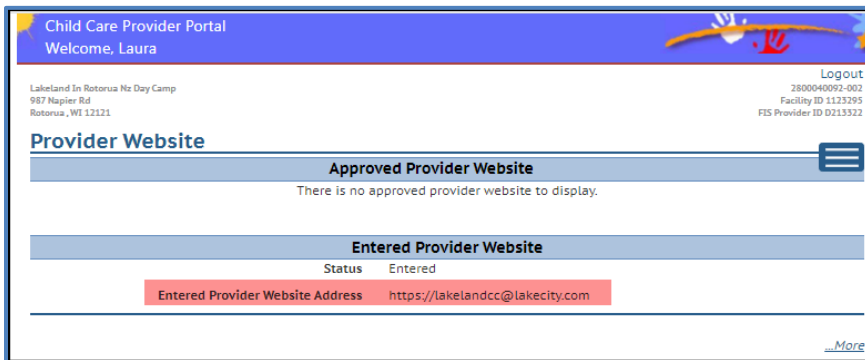 Child Care Provider Portal
Welcome, Laura
Logout
Lakeland In Rotorua Nz Day Camp
987 Napier Rd
Rotorua, WI 12121
2800040092-002
Facility ID 1123295
FIS Provider ID D213322
Provider Website
Approved Provider Website
There is no approved provider website to display.
Entered Provider Website
Status Entered
Entered Provider Website Address https://lakelandcc@lakecity.com
...More